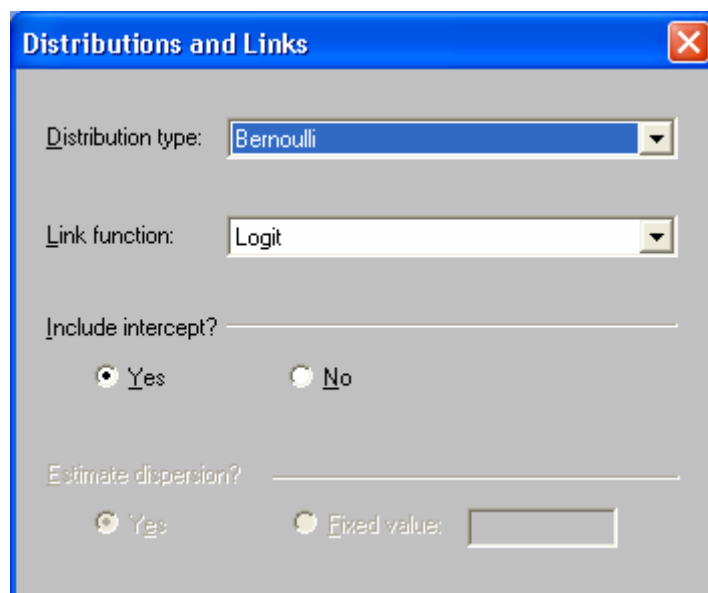 Distributions and Links
Distribution type: Bernoulli
Link function: Logit
Include intercept?
Yes No
Estimate dispersion?
Yes Fixed value: